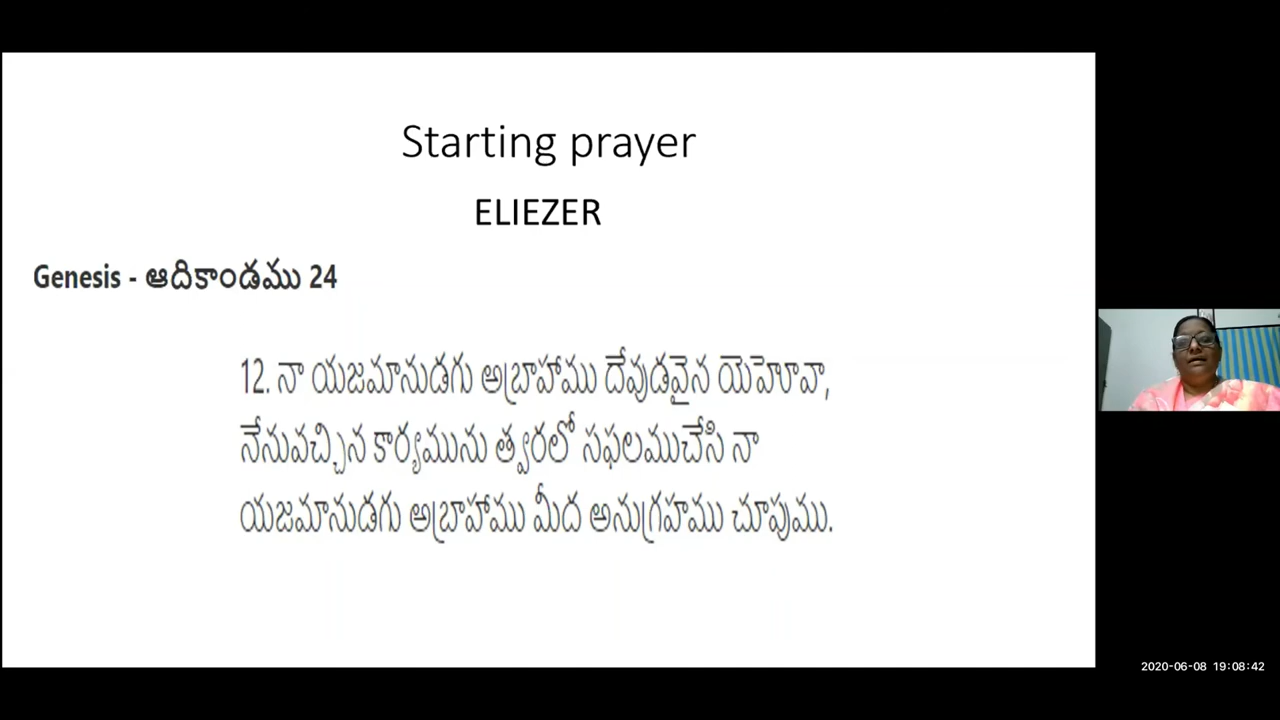 Starting prayer
ELIEZER
Genesis - ఆదికాండము 24
12. నా యజమానుడగు అబ్రాహాము దేవుడవైన యెహోవా,
నేనువచ్చిన కార్యమును త్వరలో సఫలముచేసి నా
యజమానుడగు అబ్రాహాము మీద అనుగ్రహము చూపుము.
2020-06-08 19:08:42